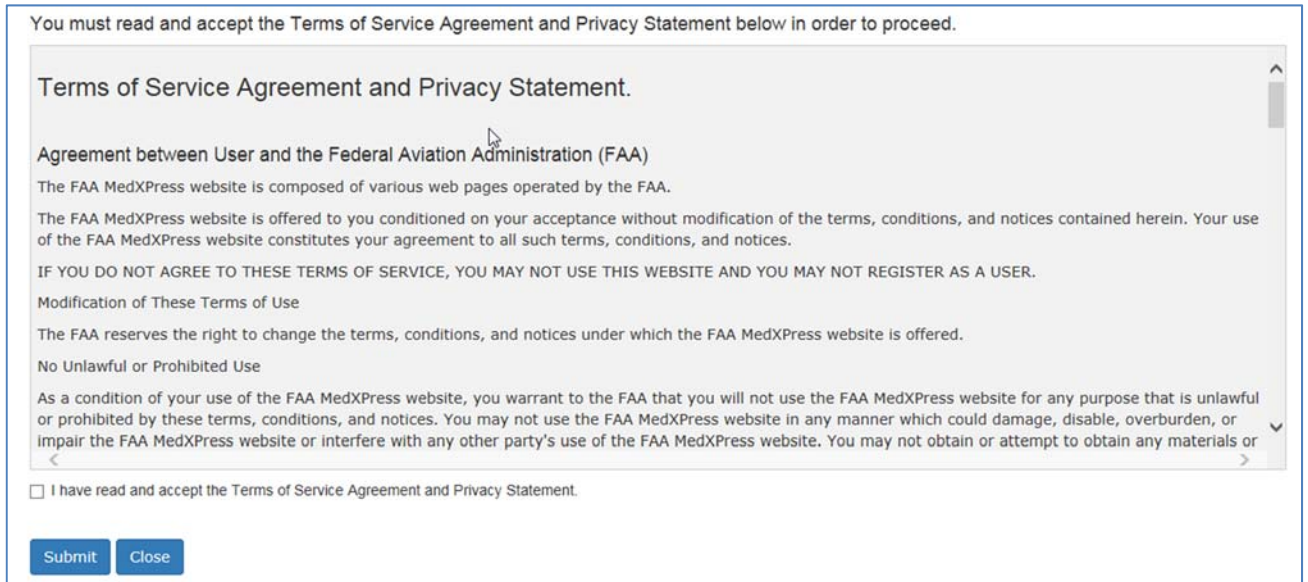 You must read and accept the Terms of Service Agreement and Privacy Statement below in order to proceed.
Terms of Service Agreement and Privacy Statement.
Agreement between User and the Federal Aviation Administration (FAA)
The FAA MedXPress website is composed of various web pages operated by the FAA.
The FAA MedXPress website is offered to you conditioned on your acceptance without modification of the terms, conditions, and notices contained herein. Your use
of the FAA MedXPress website constitutes your agreement to all such terms, conditions, and notices.
IF YOU DO NOT AGREE TO THESE TERMS OF SERVICE, YOU MAY NOT USE THIS WEBSITE AND YOU MAY NOT REGISTER AS A USER.
Modification of These Terms of Use
The FAA reserves the right to change the terms, conditions, and notices under which the FAA MedXPress website is offered.
No Unlawful or Prohibited Use
As a condition of your use of the FAA MedXPress website, you warrant to the FAA that you will not use the FAA MedXPress website for any purpose that is unlawful
or prohibited by these terms, conditions, and notices. You may not use the FAA MedXPress website in any manner which could damage, disable, overburden, or
impair the FAA MedXPress website or interfere with any other party's use of the FAA MedXPress website. You may not obtain or attempt to obtain any materials or
I have read and accept the Terms of Service Agreement and Privacy Statement.
Submit Close